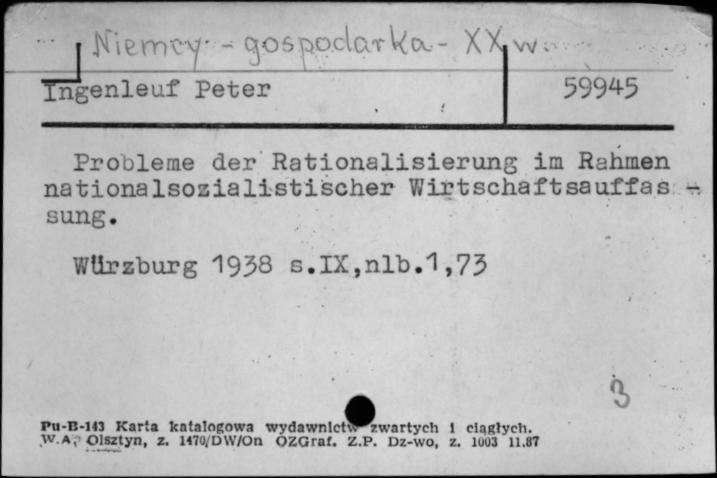 Niemcy - gospodarka - XX w.
Ingenleuf Peter 59945
Probleme der Rationalisierung im Rahmen
nationalsozialistischer Wirtschaftsauffas -
sung.
Würzburg 1938 s.IX,nlb.1,73
3
Pu-B-143 Karta katalogowa wydawnictw zwartych i ciągłych.
W.A. Olsztyn, z. 1470/DW/On OZGraf. Z.P. Dz-wo, z. 1003 11.87